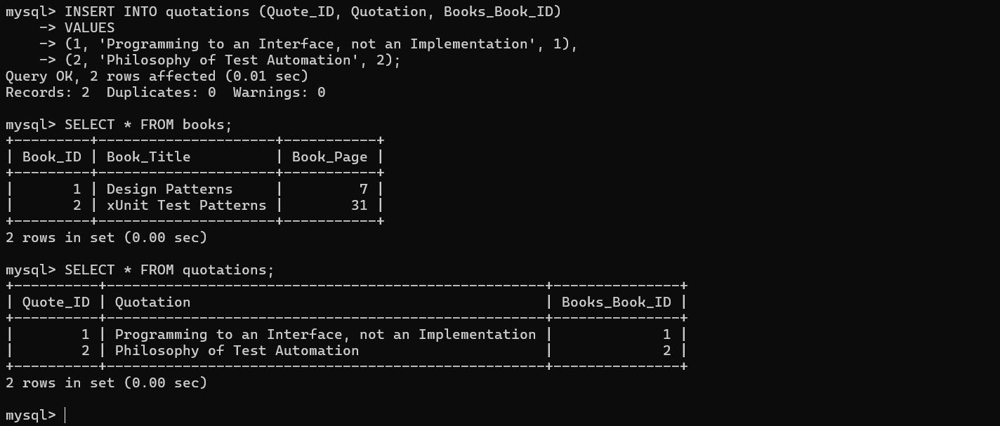 mysql> INSERT INTO quotations (Quote_ID, Quotation, Books_Book_ID)
    -> VALUES
    -> (1, 'Programming to an Interface, not an Implementation', 1),
    -> (2, 'Philosophy of Test Automation', 2);
Query OK, 2 rows affected (0.01 sec)
Records: 2  Duplicates: 0  Warnings: 0

mysql> SELECT * FROM books;
+---------+---------------------+-----------+
| Book_ID | Book_Title          | Book_Page |
+---------+---------------------+-----------+
|       1 | Design Patterns     |         7 |
|       2 | xUnit Test Patterns |        31 |
+---------+---------------------+-----------+
2 rows in set (0.00 sec)

mysql> SELECT * FROM quotations;
+----------+----------------------------------------------------+---------------+
| Quote_ID | Quotation                                          | Books_Book_ID |
+----------+----------------------------------------------------+---------------+
|        1 | Programming to an Interface, not an Implementation |             1 |
|        2 | Philosophy of Test Automation                      |             2 |
+----------+----------------------------------------------------+---------------+
2 rows in set (0.00 sec)

mysql>